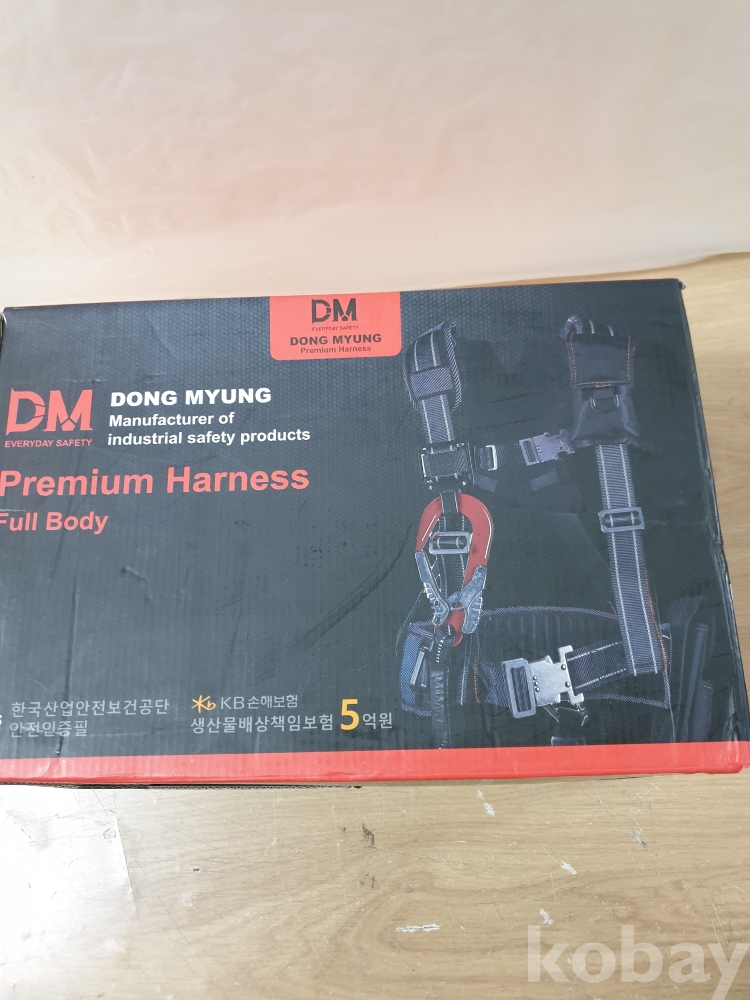 DM
EVERYDAY SAFETY
DONG MYUNG
Premium Harness
DM
EVERYDAY SAFETY
DONG MYUNG
Manufacturer of
industrial safety products
Premium Harness
Full Body
한국산업안전보건공단
안전인증필
KB손해보험
생산물배상책임보험 5억원
kobay